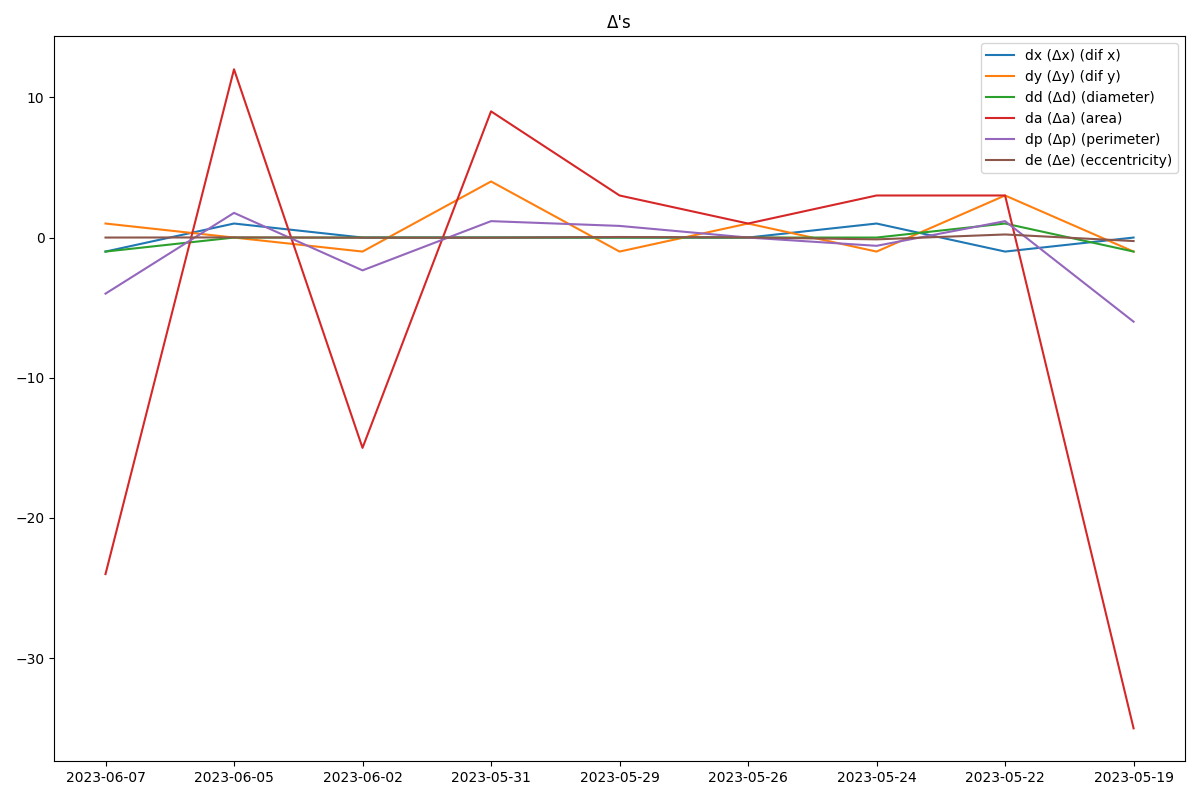 Δ's
dx (Δx) (dif x)
dy (Δy) (dif y)
dd (Δd) (diameter)
da (Δa) (area)
dp (Δp) (perimeter)
de (Δe) (eccentricity)
10
0
−10
−20
−30
2023-06-07 2023-06-05 2023-06-02 2023-05-31 2023-05-29 2023-05-26 2023-05-24 2023-05-22 2023-05-19